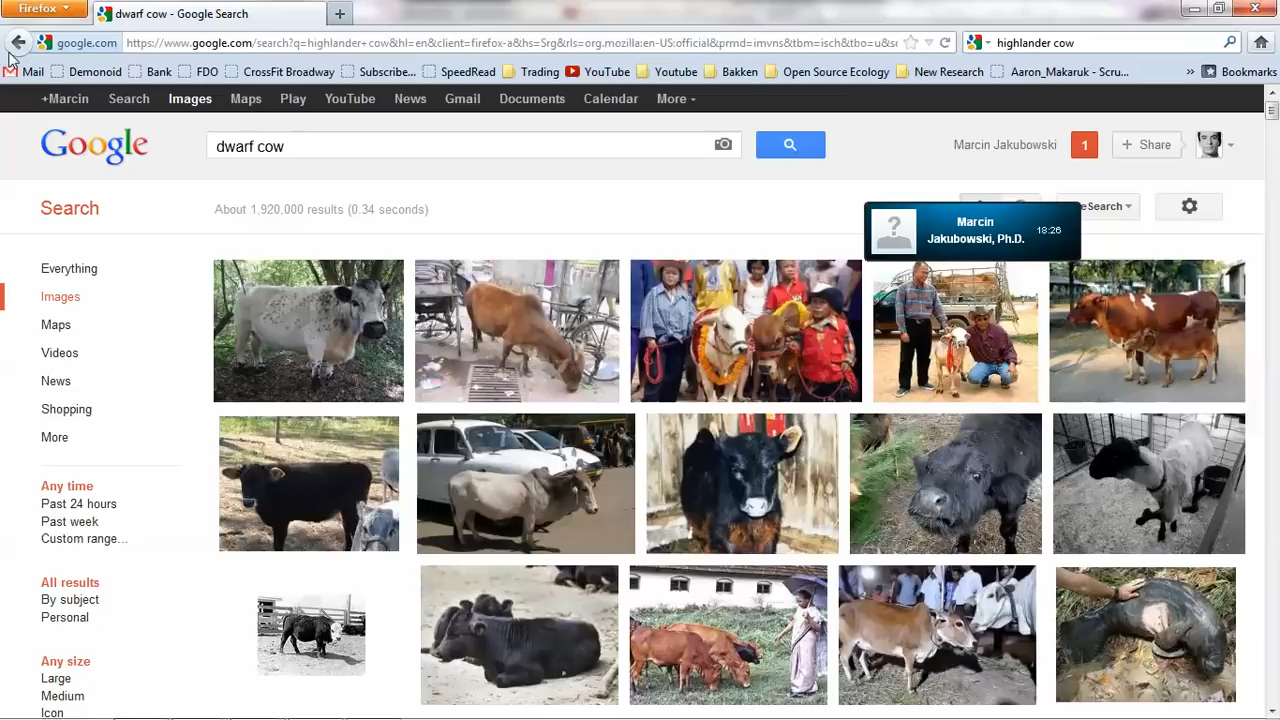 Firefox
dwarf cow - Google Search
google.com
https://www.google.com/search?q=highlander+cow&hl=en&client=firefox-a&hs=Srg&rls=org.mozilla:en-US:official&prmd=imvns&tbm=isch&tbo=u&s
highlander cow
Mail Demonoid Bank FDO CrossFit Broadway Subscribe... SpeedRead Trading YouTube Youtube Bakken Open Source Ecology New Research Aaron_Makaruk - Scru... » Bookmarks
+Marcin Search Images Maps Play YouTube News Gmail Documents Calendar More
Google
dwarf cow
Marcin Jakubowski 1 + Share
Search
About 1,920,000 results (0.34 seconds)
eSearch
Marcin
Jakubowski, Ph.D.
18:26
?
Everything
Images
Maps
Videos
News
Shopping
More
Any time
Past 24 hours
Past week
Custom range...
All results
By subject
Personal
Any size
Large
Medium
Icon